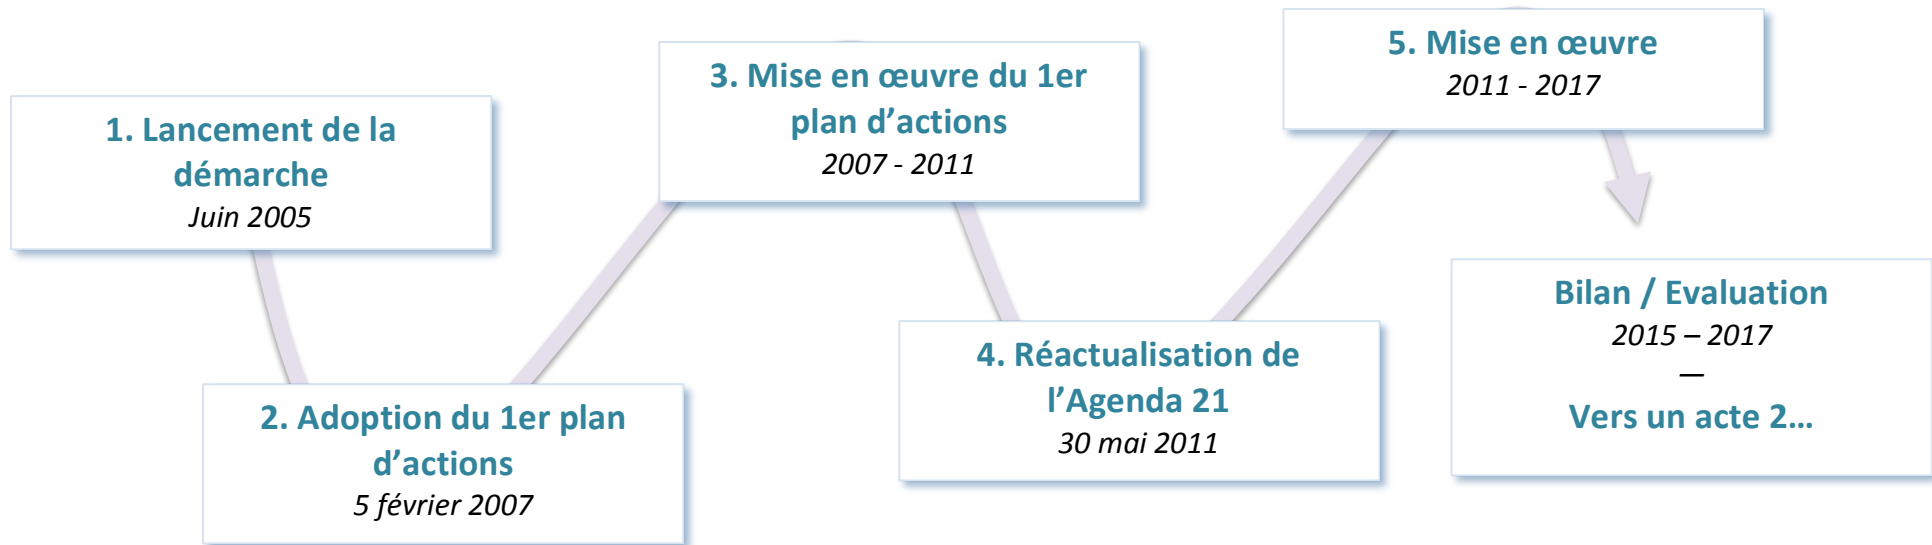 1. Lancement de la
démarche
Juin 2005
2. Adoption du 1er plan
d’actions
5 février 2007
3. Mise en œuvre du 1er
plan d’actions
2007 - 2011
4. Réactualisation de
l’Agenda 21
30 mai 2011
5. Mise en œuvre
2011 - 2017
Bilan / Evaluation
2015 – 2017
—
Vers un acte 2…